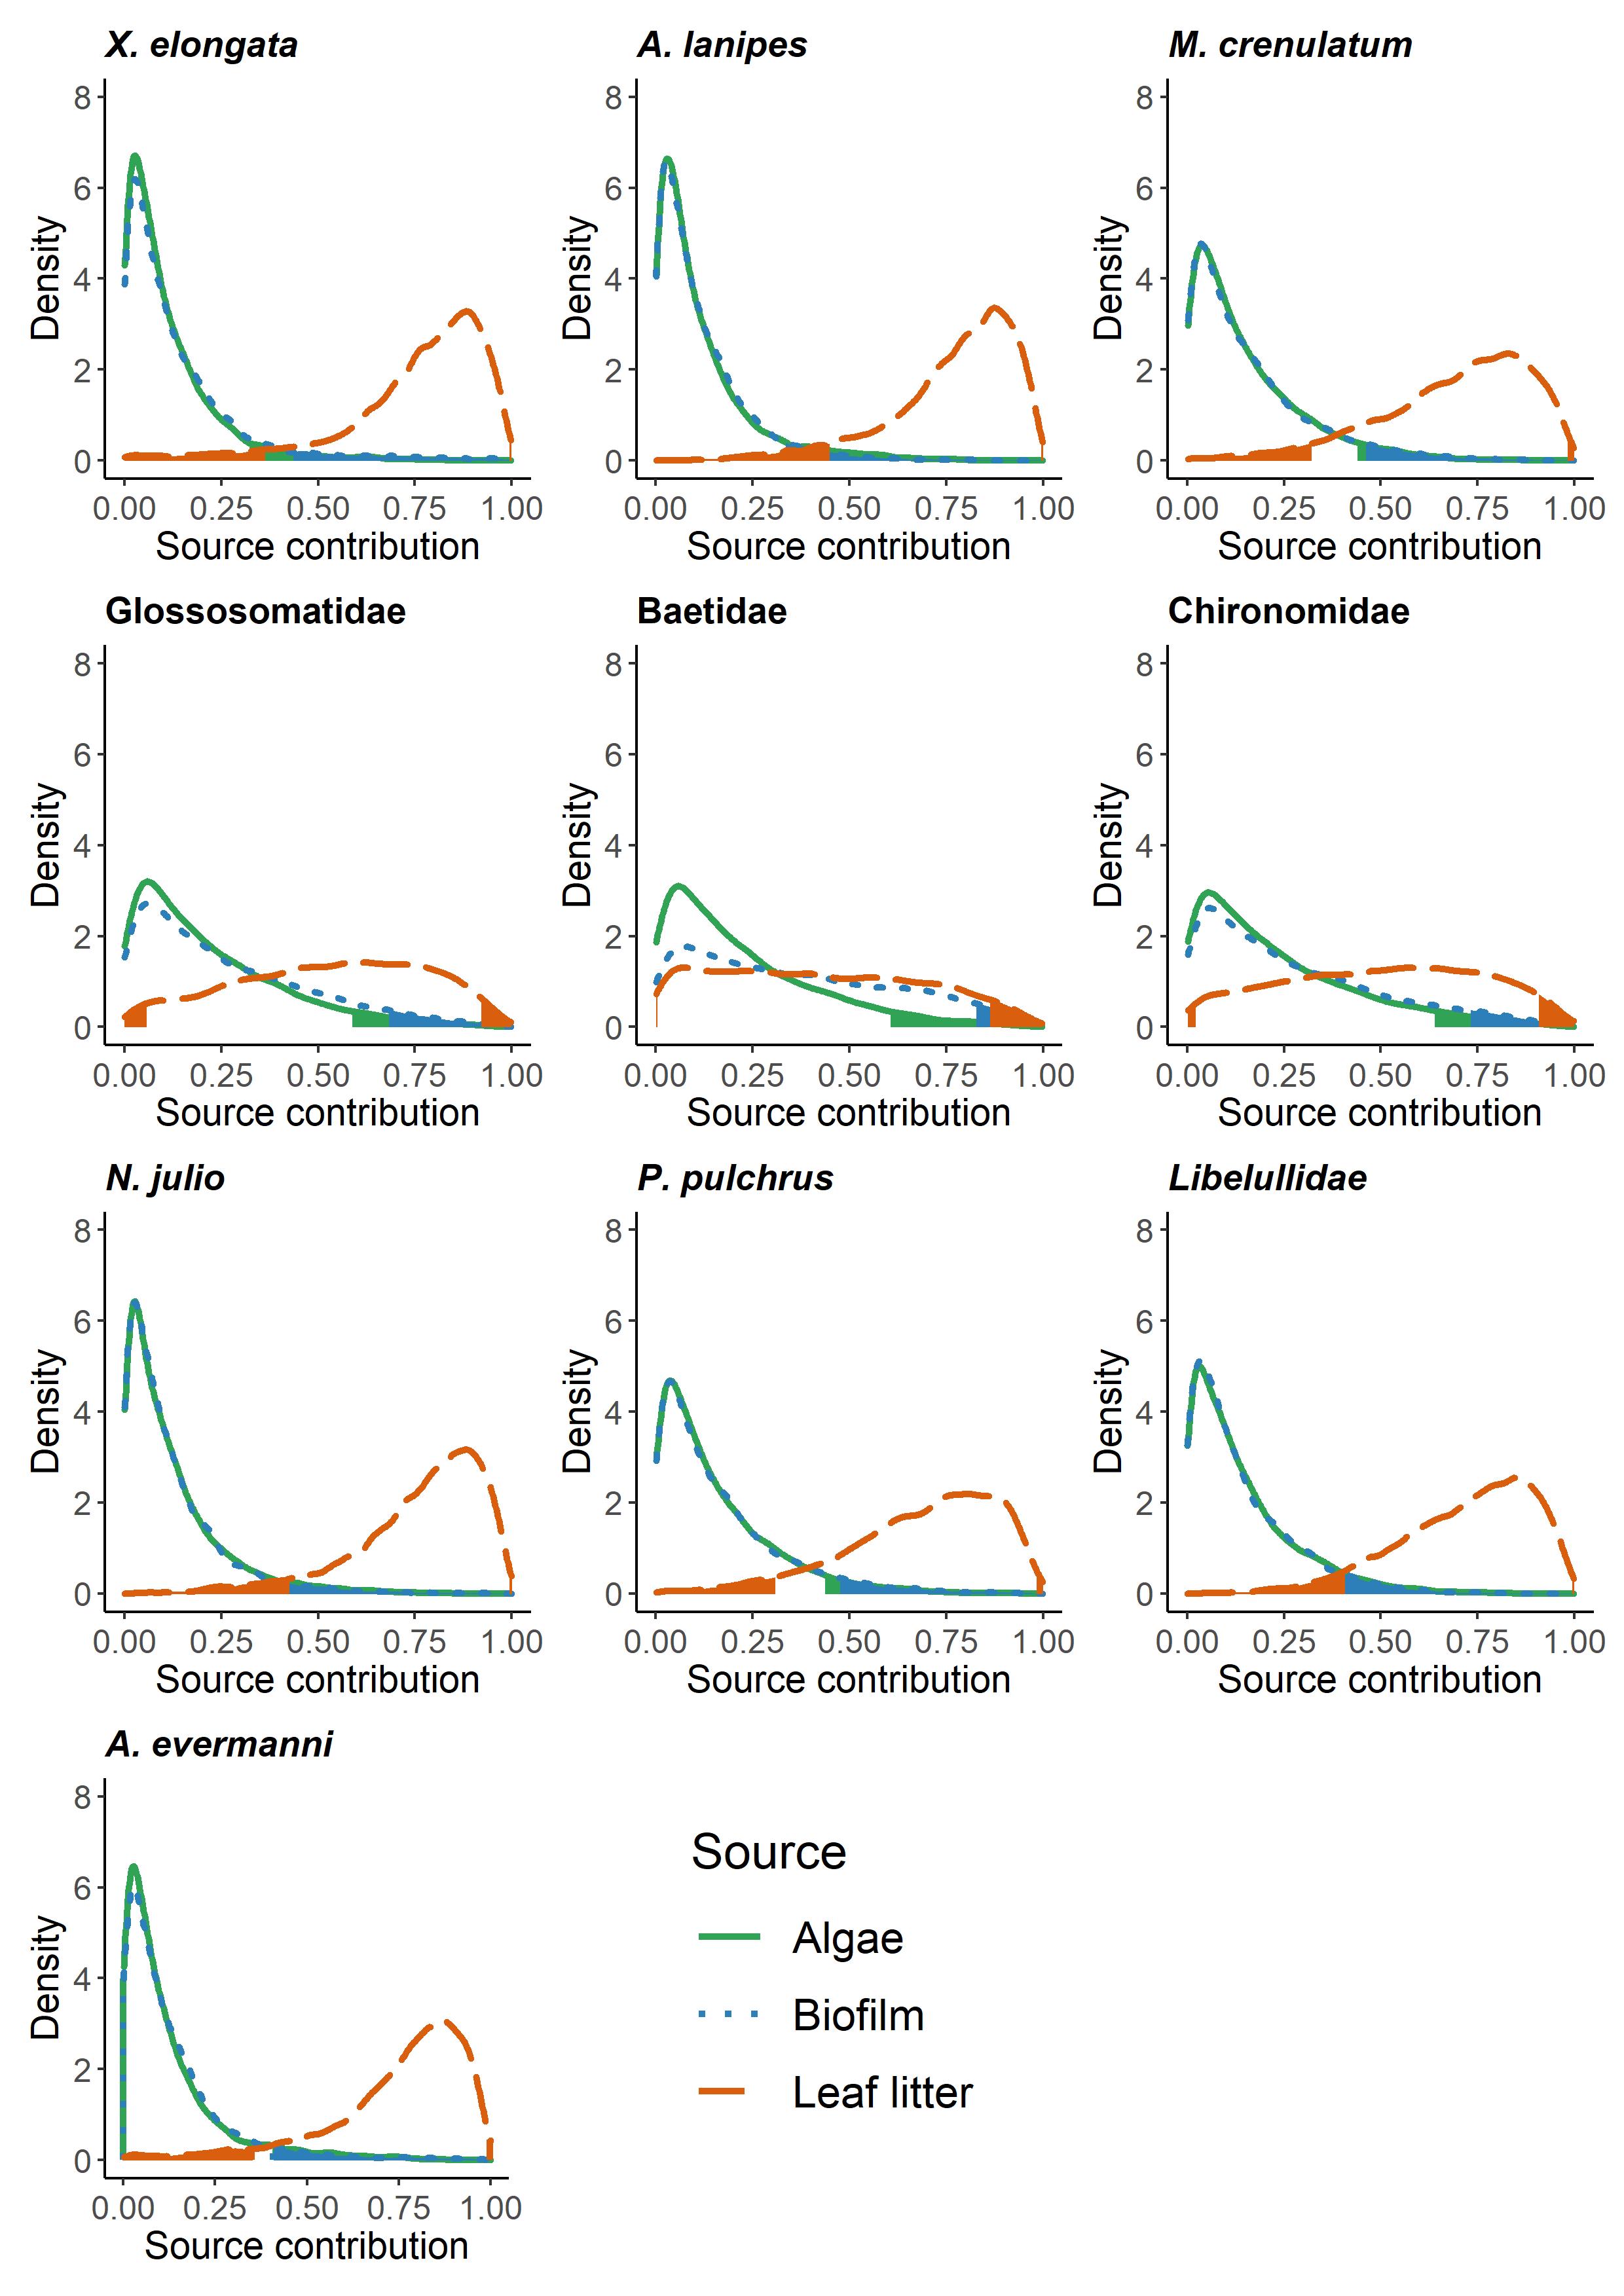 X. elongata
A. lanipes
M. crenulatum
8
6
4
2
0
Density
0.00 0.25 0.50 0.75 1.00
Source contribution
8
6
4
2
0
Density
0.00 0.25 0.50 0.75 1.00
Source contribution
8
6
4
2
0
Density
0.00 0.25 0.50 0.75 1.00
Source contribution
Glossosomatidae
Baetidae
Chironomidae
8
6
4
2
0
Density
0.00 0.25 0.50 0.75 1.00
Source contribution
8
6
4
2
0
Density
0.00 0.25 0.50 0.75 1.00
Source contribution
8
6
4
2
0
Density
0.00 0.25 0.50 0.75 1.00
Source contribution
N. julio
P. pulchrus
Libelullidae
8
6
4
2
0
Density
0.00 0.25 0.50 0.75 1.00
Source contribution
8
6
4
2
0
Density
0.00 0.25 0.50 0.75 1.00
Source contribution
8
6
4
2
0
Density
0.00 0.25 0.50 0.75 1.00
Source contribution
A. evermanni
8
6
4
2
0
Density
0.00 0.25 0.50 0.75 1.00
Source contribution
Source
Algae
Biofilm
Leaf litter